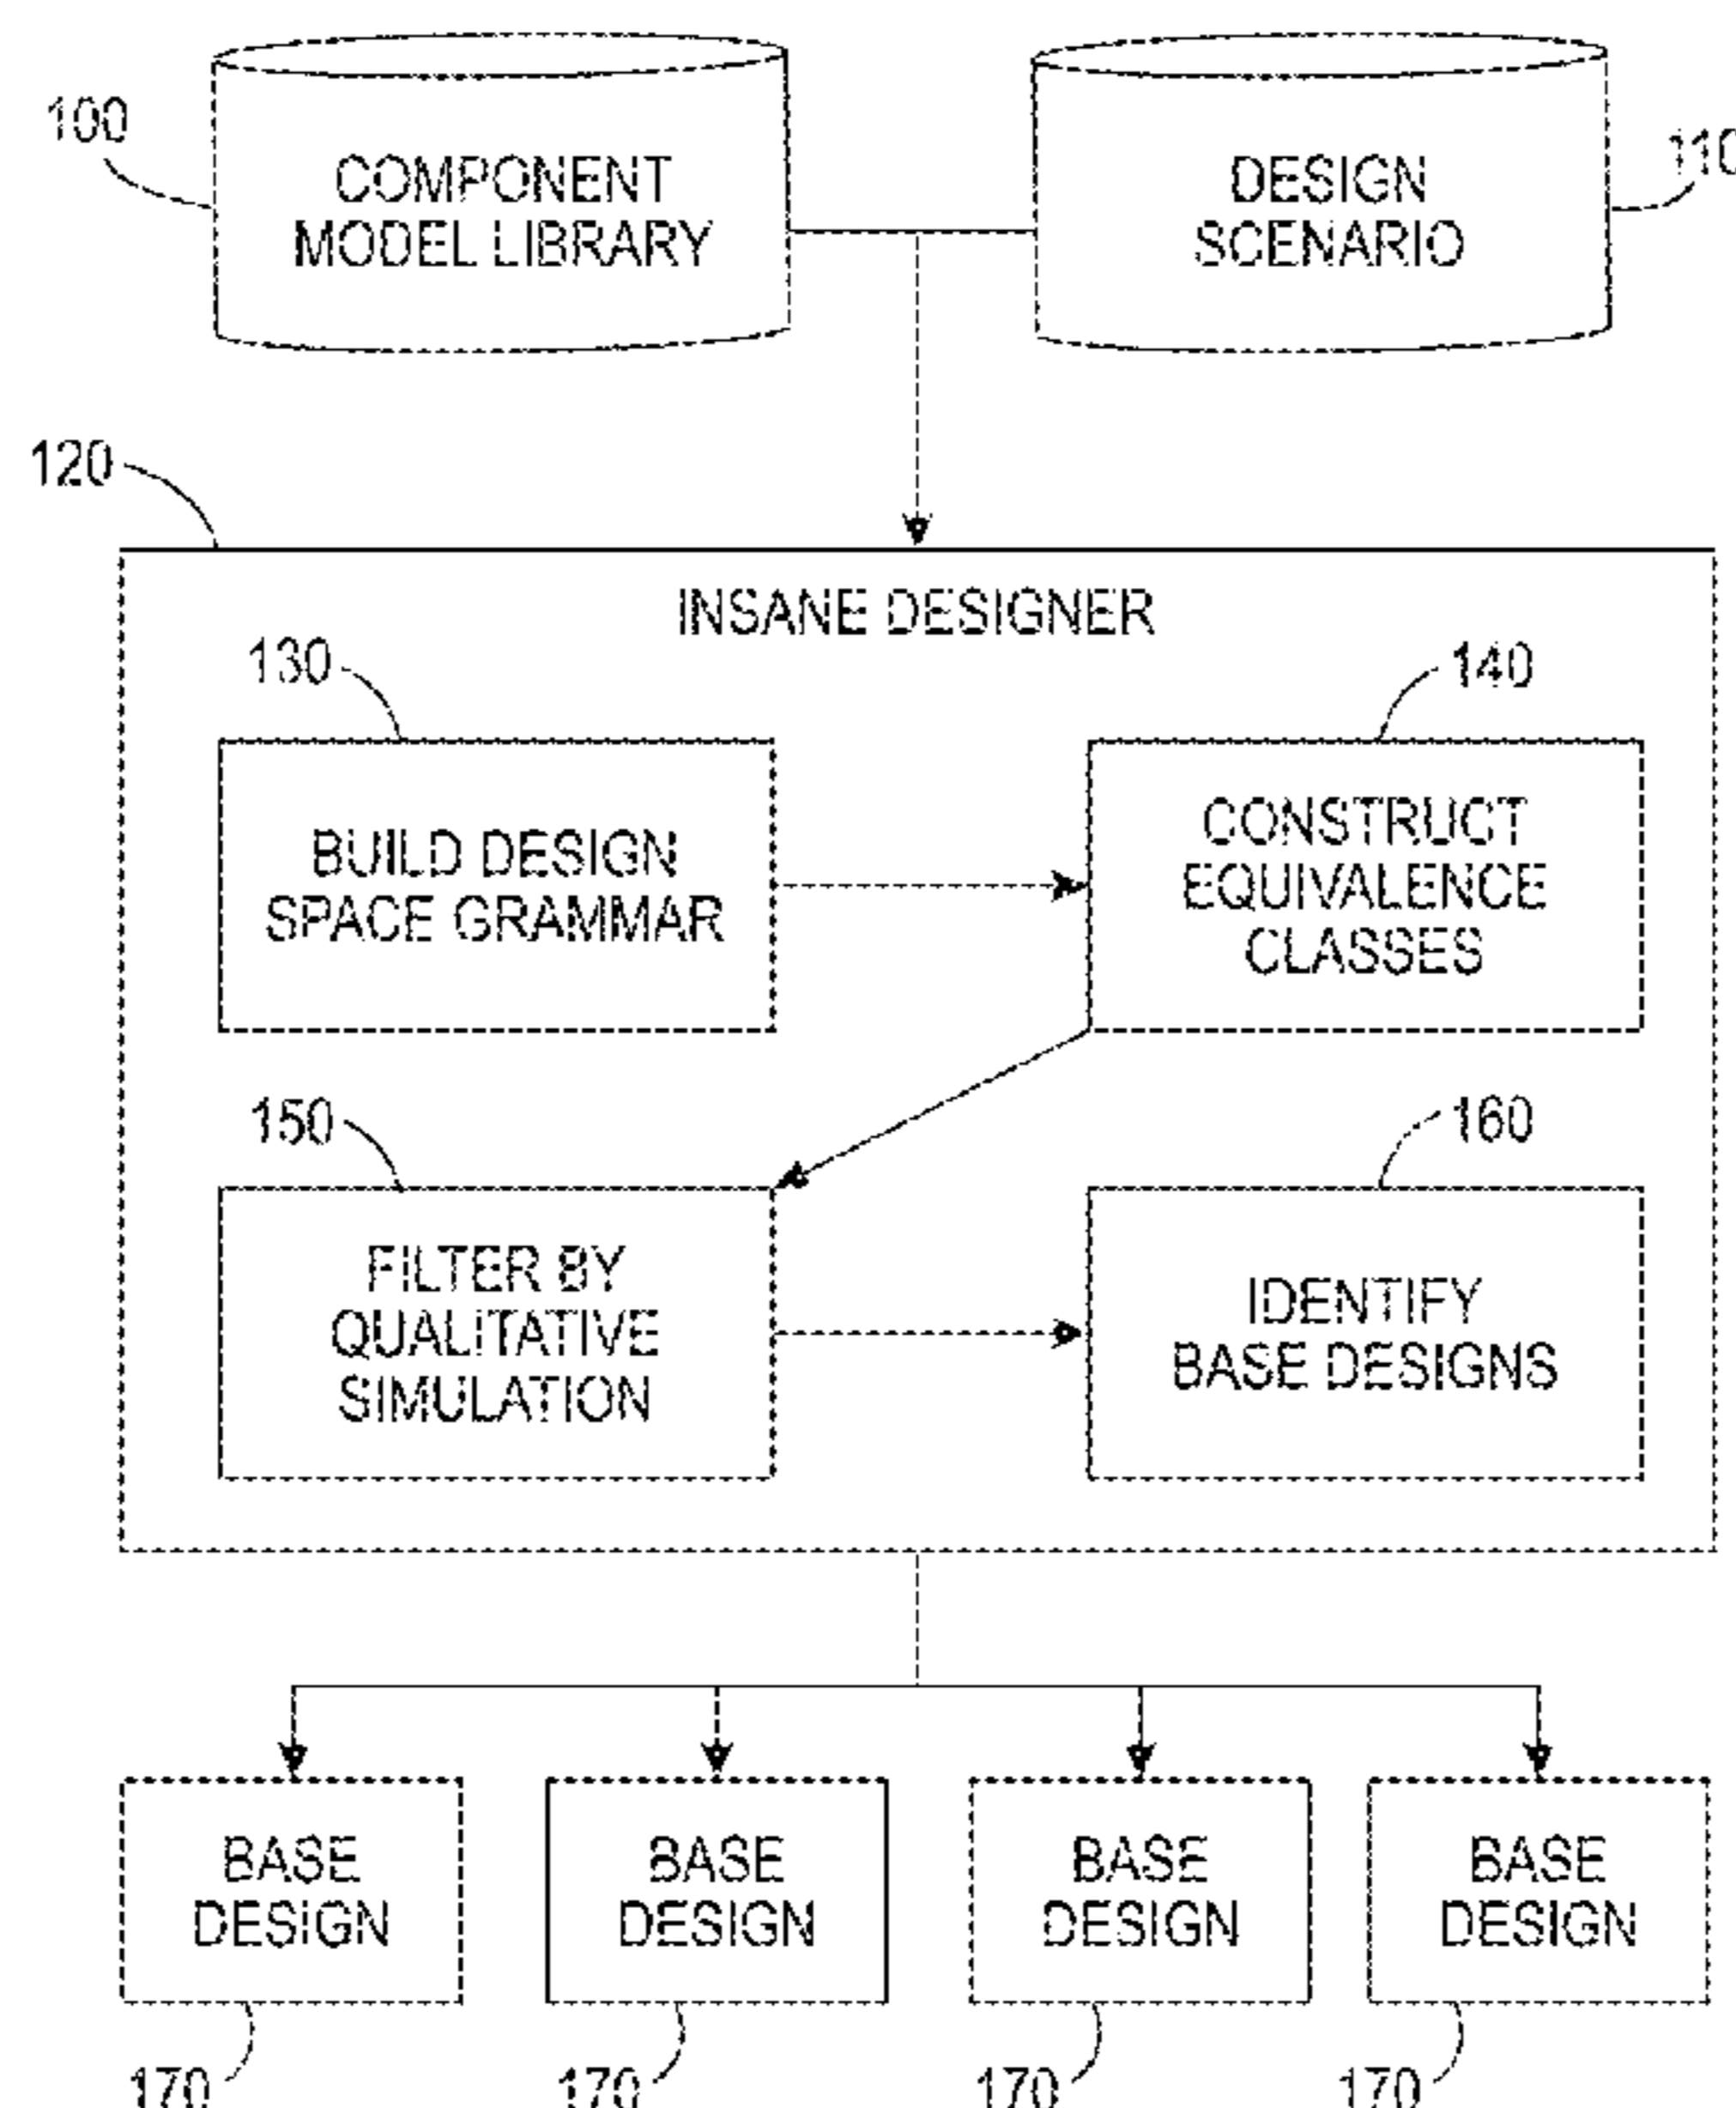 100
COMPONENT
MODEL LIBRARY
DESIGN
SCENARIO
110
120
INSANE DESIGNER
130
BUILD DESIGN
SPACE GRAMMAR
140
CONSTRUCT
EQUIVALENCE
CLASSES
150
FILTER BY
QUALITATIVE
SIMULATION
160
IDENTIFY
BASE DESIGNS
BASE
DESIGN
BASE
DESIGN
BASE
DESIGN
BASE
DESIGN
170
170
170
170